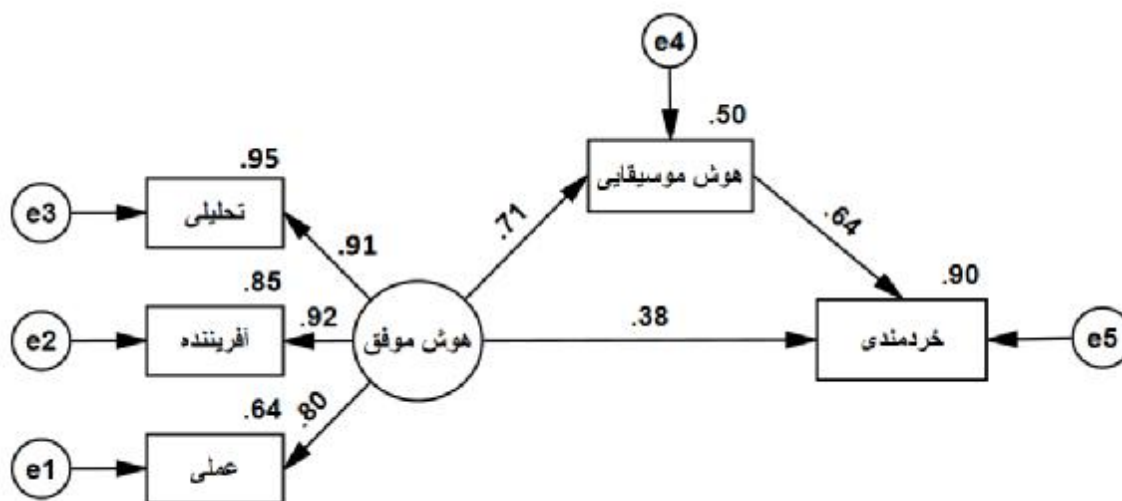 e4
.50
هوش موسیقایی
.95
e3
تحلیلی
.71
.64
.91
.85
.90
e2
آفریننده
.92
هوش موفق
.38
خردمندی
e5
.64
.80
e1
عملی